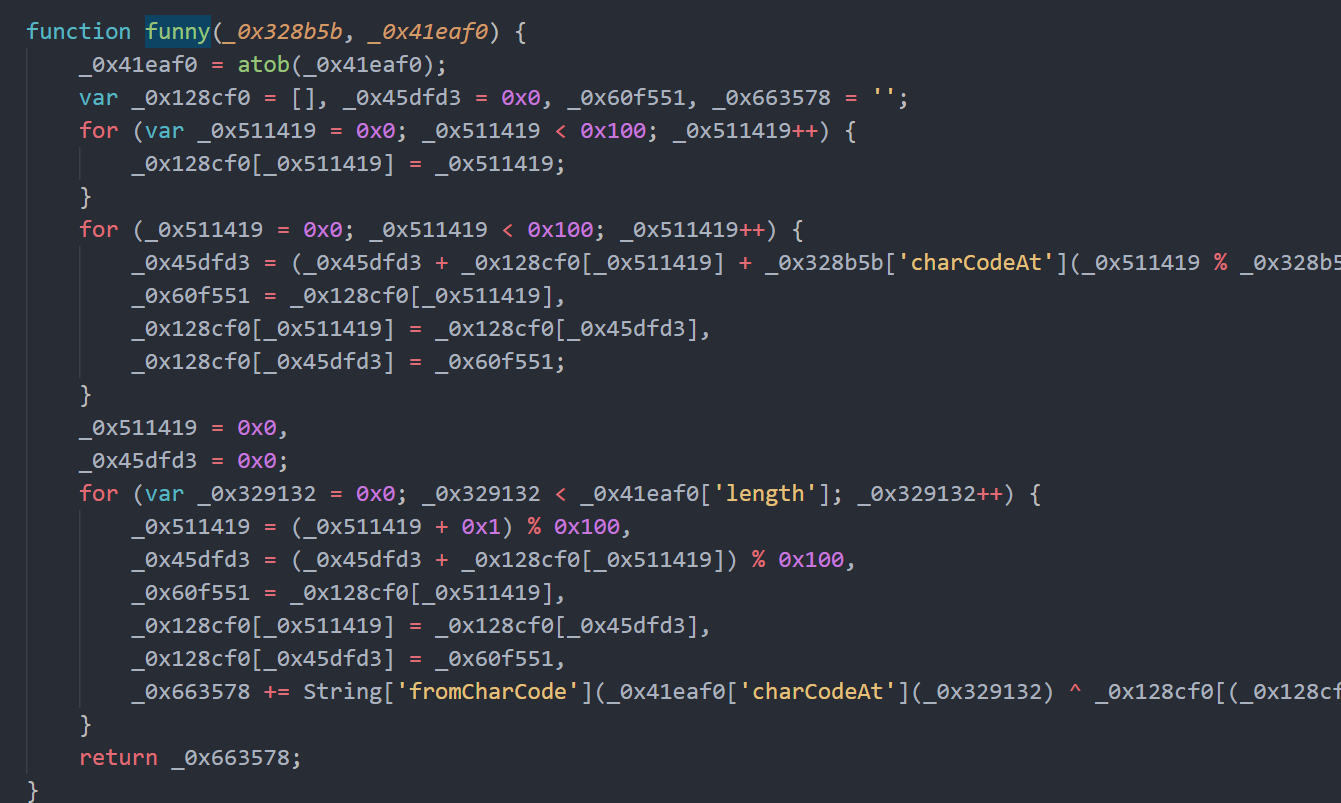 function funny(_0x328b5b, _0x41eaf0) {
    _0x41eaf0 = atob(_0x41eaf0);
    var _0x128cf0 = [], _0x45dfd3 = 0x0, _0x60f551, _0x663578 = '';
    for (var _0x511419 = 0x0; _0x511419 < 0x100; _0x511419++) {
        _0x128cf0[_0x511419] = _0x511419;
    }
    for (_0x511419 = 0x0; _0x511419 < 0x100; _0x511419++) {
        _0x45dfd3 = (_0x45dfd3 + _0x128cf0[_0x511419] + _0x328b5b['charCodeAt'](_0x511419 % _0x328b5
        _0x60f551 = _0x128cf0[_0x511419],
        _0x128cf0[_0x511419] = _0x128cf0[_0x45dfd3],
        _0x128cf0[_0x45dfd3] = _0x60f551;
    }
    _0x511419 = 0x0,
    _0x45dfd3 = 0x0;
    for (var _0x329132 = 0x0; _0x329132 < _0x41eaf0['length']; _0x329132++) {
        _0x511419 = (_0x511419 + 0x1) % 0x100,
        _0x45dfd3 = (_0x45dfd3 + _0x128cf0[_0x511419]) % 0x100,
        _0x60f551 = _0x128cf0[_0x511419],
        _0x128cf0[_0x511419] = _0x128cf0[_0x45dfd3],
        _0x128cf0[_0x45dfd3] = _0x60f551,
        _0x663578 += String['fromCharCode'](_0x41eaf0['charCodeAt'](_0x329132) ^ _0x128cf0[(_0x128cf
    }
    return _0x663578;
}